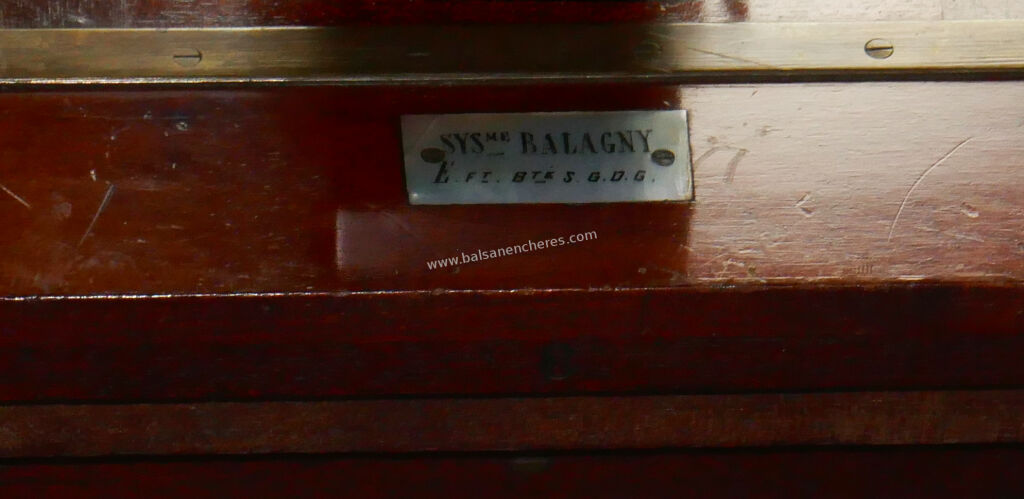 SYSME BALAGNY
E. FT. BTÉ S.G.D.G.
www.balsanencheres.com